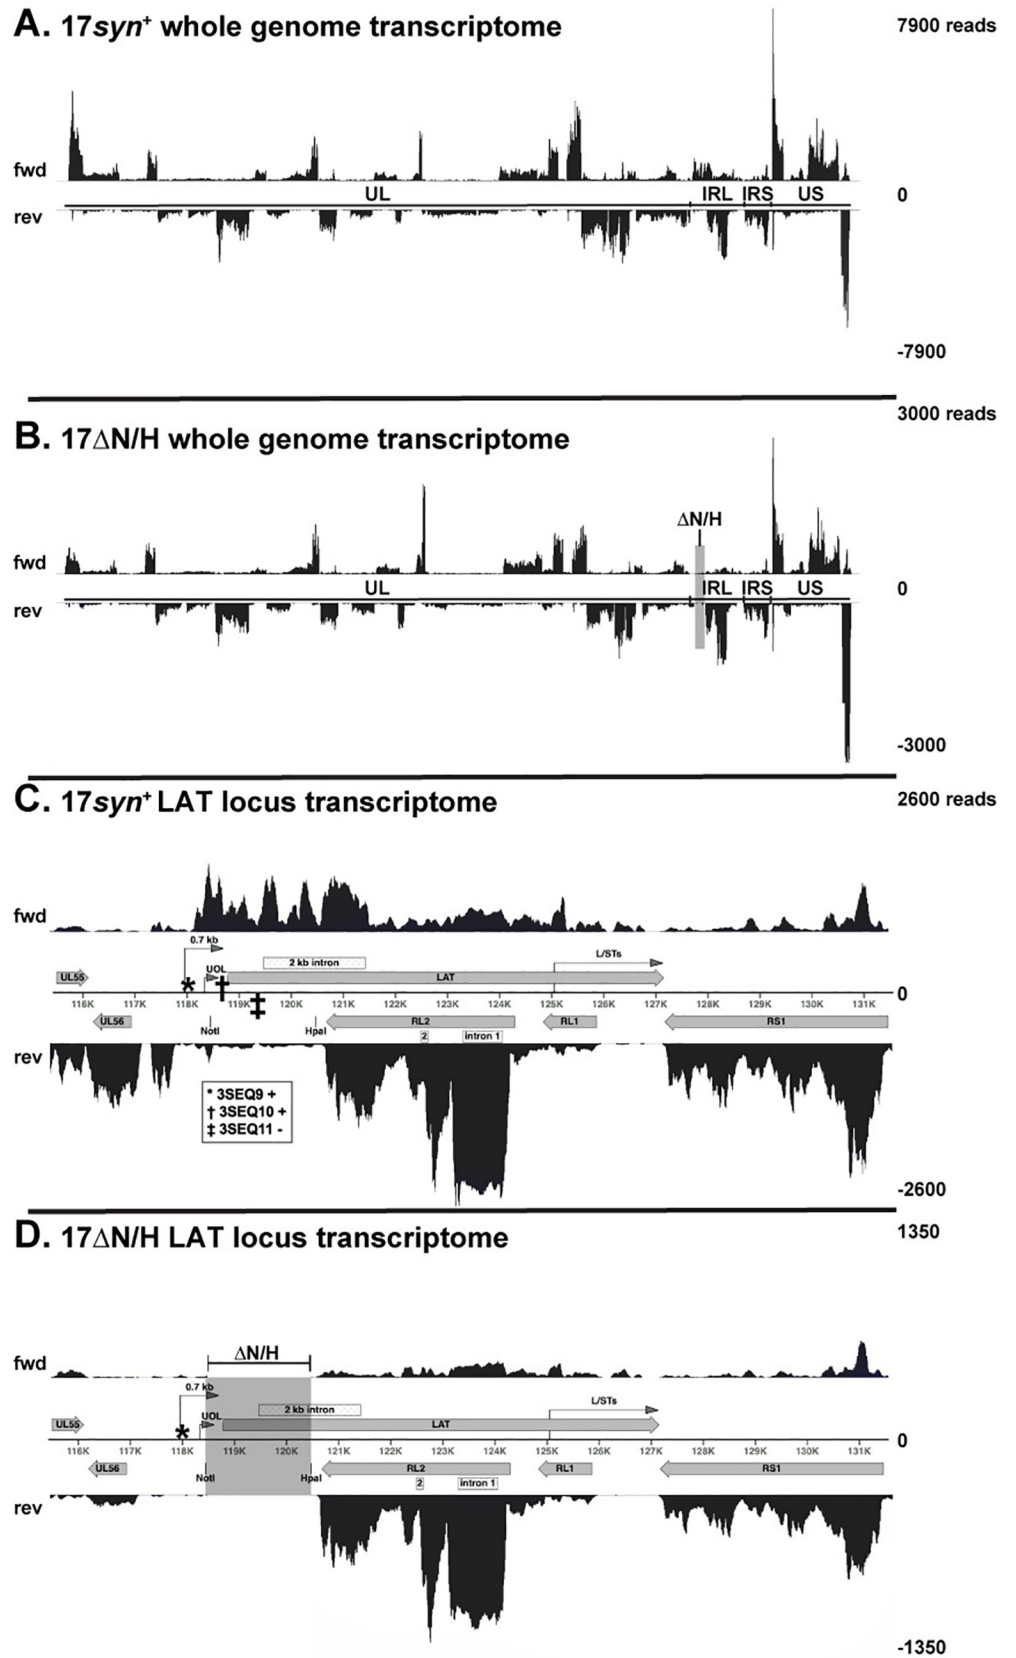 A. 17syn+ whole genome transcriptome
7900 reads
fwd
0
UL IRL IRS US
rev
-7900
3000 reads
B. 17ΔN/H whole genome transcriptome
ΔN/H
fwd
0
UL IRL IRS US
rev
-3000
C. 17syn+ LAT locus transcriptome
2600 reads
fwd
0.7 kb
L/STs
2 kb intron
UOL
UL55 LAT
* † ‡
0
116K 117K 118K 119K 120K 121K 122K 123K 124K 125K 126K 127K 128K 129K 130K 131K
UL56 RL2 RL1 RS1
NotI HpaI 2 intron 1
rev
* 3SEQ9 +
† 3SEQ10 +
‡ 3SEQ11 -
-2600
D. 17ΔN/H LAT locus transcriptome
1350
ΔN/H
fwd
0.7 kb
L/STs
2 kb intron
UOL
UL55 LAT
*
0
116K 117K 118K 119K 120K 121K 122K 123K 124K 125K 126K 127K 128K 129K 130K 131K
UL56 RL2 RL1 RS1
NotI HpaI 2 intron 1
rev
-1350